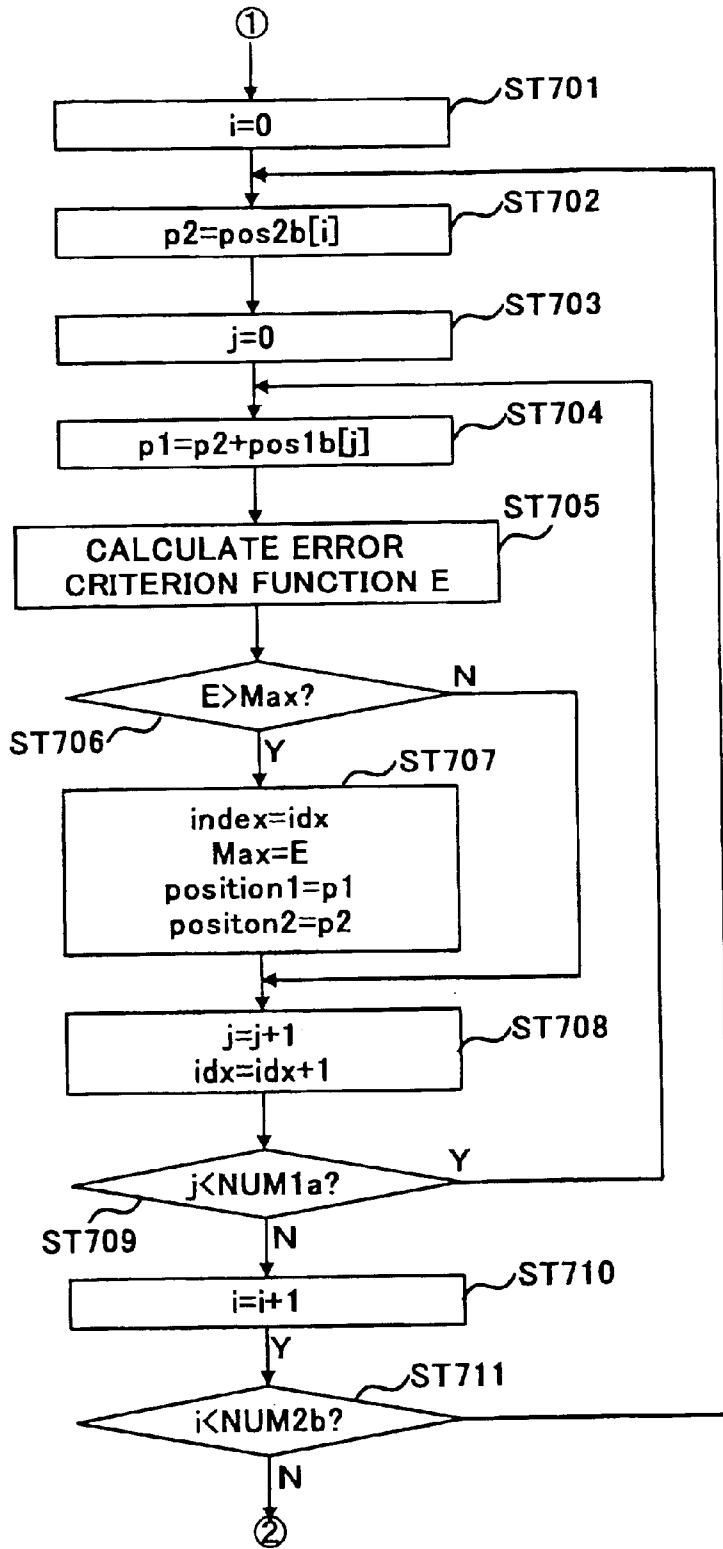 ①
ST701
i=0
ST702
p2=pos2b[i]
ST703
j=0
ST704
p1=p2+pos1b[j]
ST705
CALCULATE ERROR
CRITERION FUNCTION E
E>Max?
N
ST706
Y
ST707
index=idx
Max=E
position1=p1
positon2=p2
ST708
j=j+1
idx=idx+1
j<NUM1a?
Y
ST709
N
ST710
i=i+1
Y
ST711
i<NUM2b?
N
②